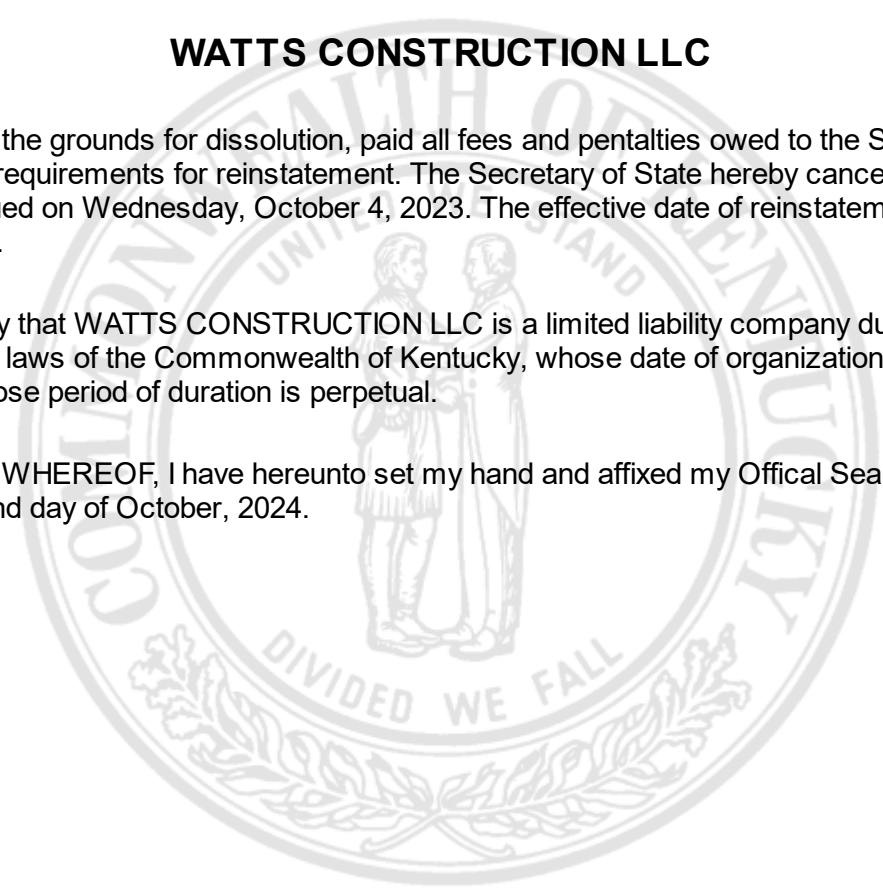 WATTS CONSTRUCTION LLC
the grounds for dissolution, paid all fees and pentalties owed to the S
requirements for reinstatement. The Secretary of State hereby cance
ued on Wednesday, October 4, 2023. The effective date of reinstatem
.
y that WATTS CONSTRUCTION LLC is a limited liability company du
laws of the Commonwealth of Kentucky, whose date of organization
ose period of duration is perpetual.
WHEREOF, I have hereunto set my hand and affixed my Offical Sea
nd day of October, 2024.
COMMONWEALTH OF KENTUCKY
UNITED WE STAND
DIVIDED WE FALL